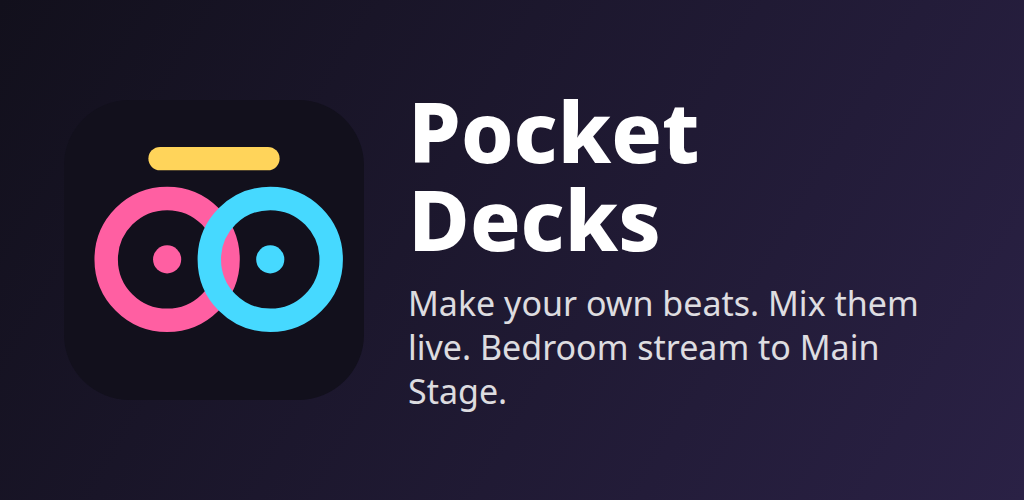 Pocket
Decks
Make your own beats. Mix them
live. Bedroom stream to Main
Stage.